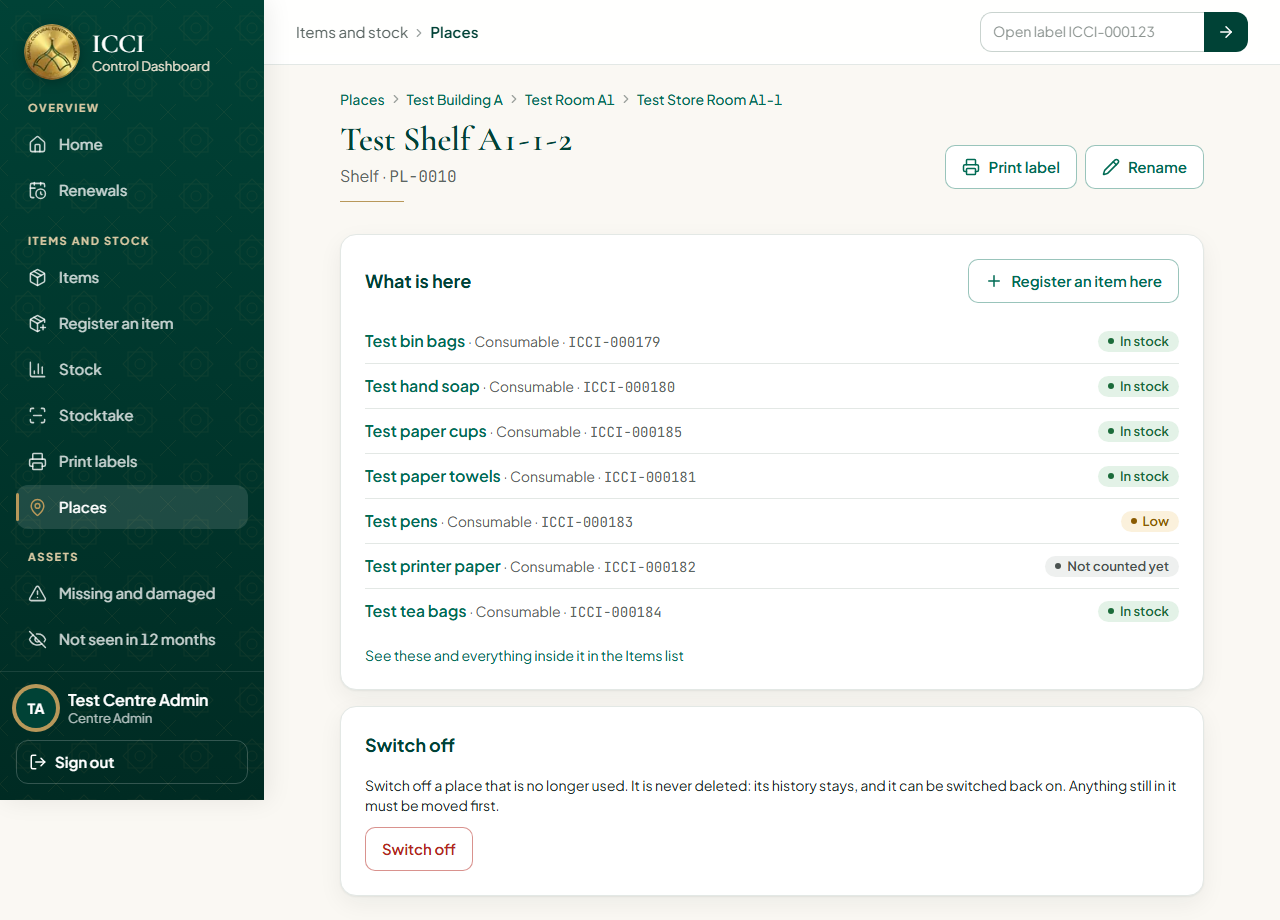 ICCI
Control Dashboard
OVERVIEW
Home
Renewals
ITEMS AND STOCK
Items
Register an item
Stock
Stocktake
Print labels
Places
ASSETS
Missing and damaged
Not seen in 12 months
TA
Test Centre Admin
Centre Admin
Sign out
Items and stock > Places
Open label ICCI-000123
Places > Test Building A > Test Room A1 > Test Store Room A1-1
Test Shelf A1-1-2
Shelf · PL-0010
Print label
Rename
What is here
Register an item here
Test bin bags · Consumable · ICCI-000179 In stock
Test hand soap · Consumable · ICCI-000180 In stock
Test paper cups · Consumable · ICCI-000185 In stock
Test paper towels · Consumable · ICCI-000181 In stock
Test pens · Consumable · ICCI-000183 Low
Test printer paper · Consumable · ICCI-000182 Not counted yet
Test tea bags · Consumable · ICCI-000184 In stock
See these and everything inside it in the Items list
Switch off
Switch off a place that is no longer used. It is never deleted: its history stays, and it can be switched back on. Anything still in it
must be moved first.
Switch off